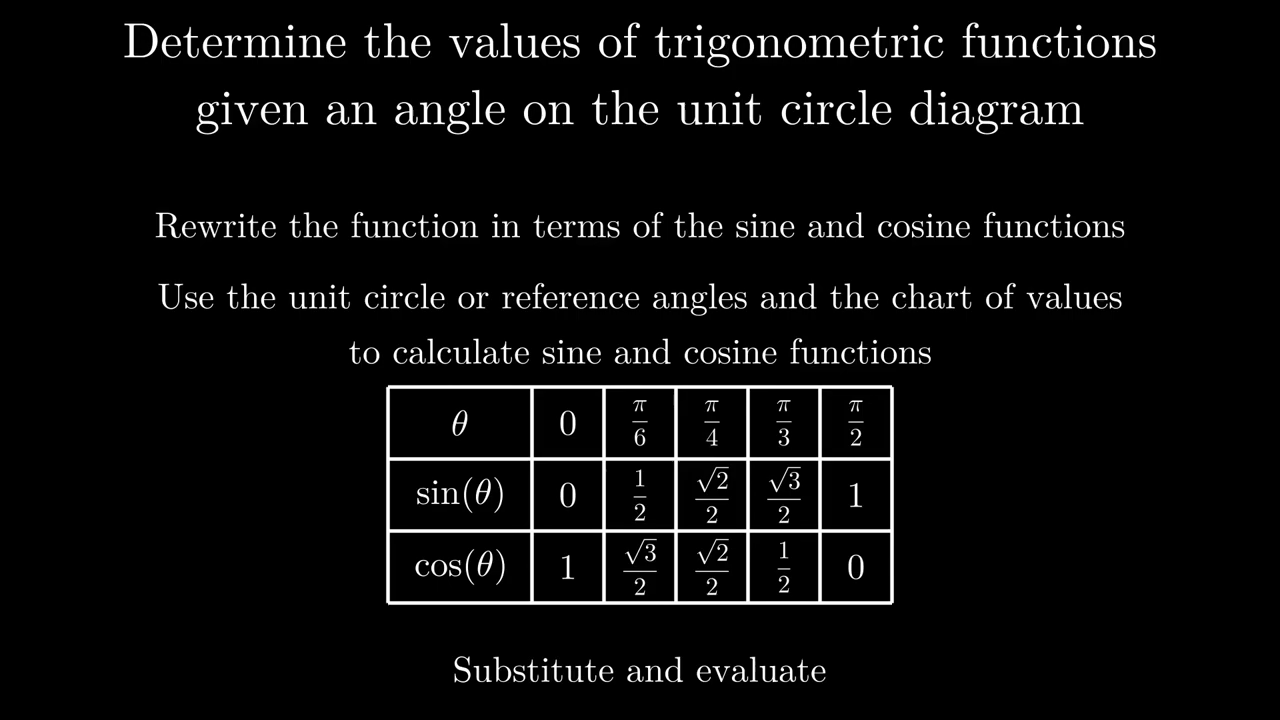 Determine the values of trigonometric functions
given an angle on the unit circle diagram
Rewrite the function in terms of the sine and cosine functions
Use the unit circle or reference angles and the chart of values
to calculate sine and cosine functions
θ 0 π/6 π/4 π/3 π/2
sin(θ) 0 1/2 √2/2 √3/2 1
cos(θ) 1 √3/2 √2/2 1/2 0
Substitute and evaluate